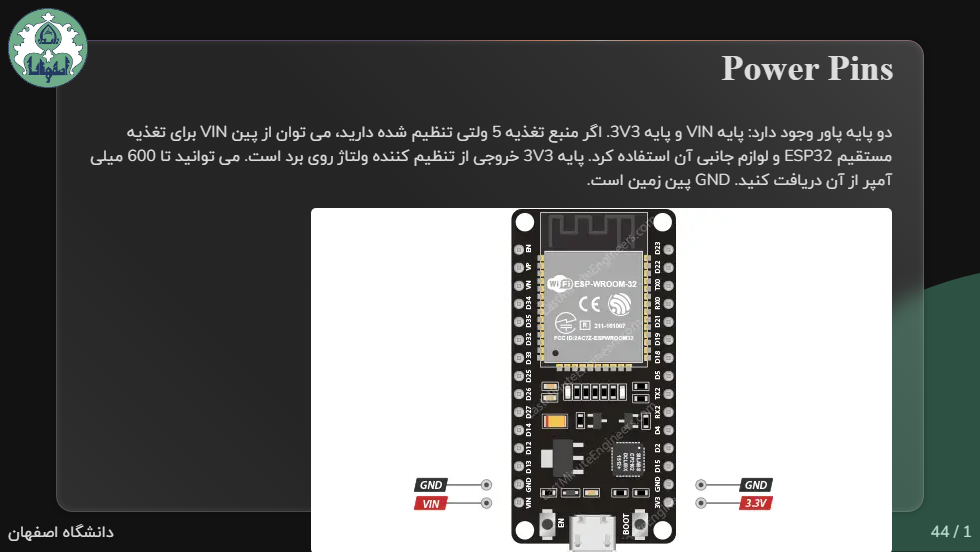 Power Pins
دو پایه پاور وجود دارد: پایه VIN و پایه 3V3. اگر منبع تغذیه 5 ولتی تنظیم شده دارید، می توان از پین VIN برای تغذیه
مستقیم ESP32 و لوازم جانبی آن استفاده کرد. پایه 3V3 خروجی از تنظیم کننده ولتاژ روی برد است. می توانید تا 600 میلی
آمپر از آن دریافت کنید. GND پین زمین است.
LastMinuteEngineers.com
WiFi ESP-WROOM-32
CE
R 211-161007
FCC ID:2AC7Z-ESPWROOM32
EN
VP
VN
D34
D35
D32
D33
D25
D26
D27
D14
D12
D13
GND
VIN
D23
D22
TX0
RX0
D21
D19
D18
D5
TX2
RX2
D4
D2
D15
GND
3V3
SILABS
CP2102
EN
BOOT
GND
VIN
GND
3.3V
دانشگاه اصفهان
44 / 1